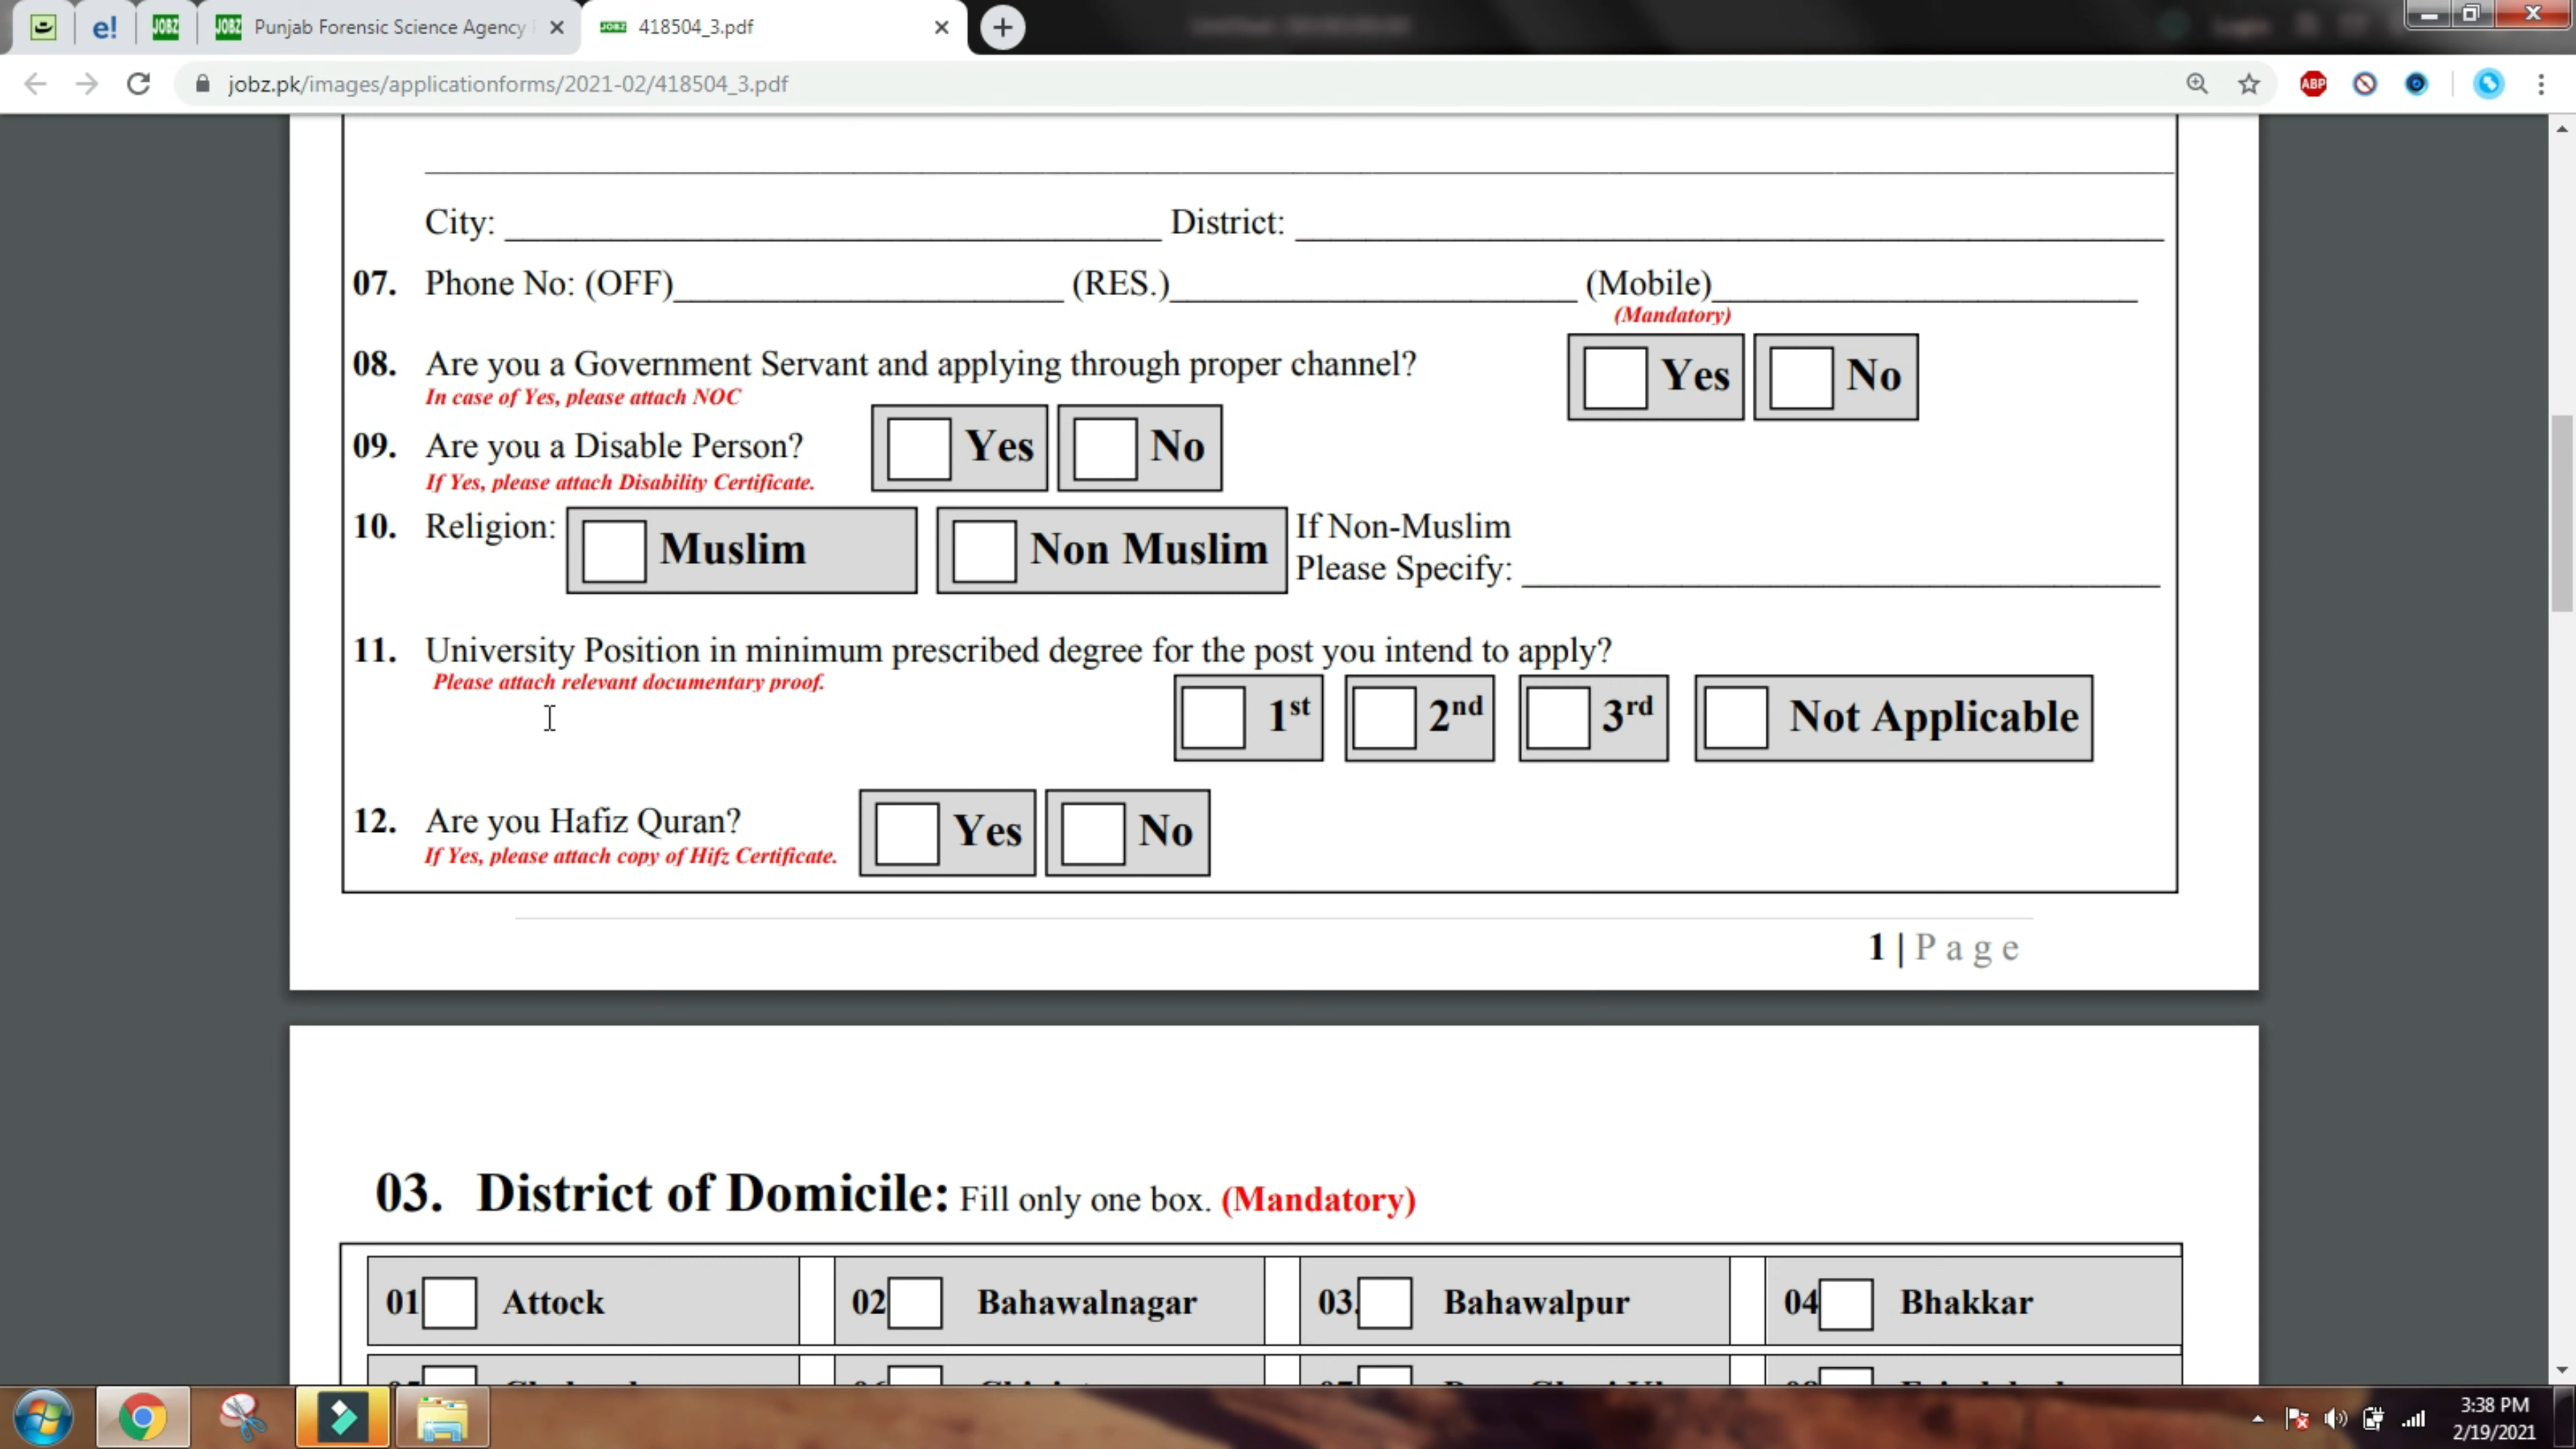 e!
JOBZ
JOBZ Punjab Forensic Science Agency
JOBZ 418504_3.pdf
jobz.pk/images/applicationforms/2021-02/418504_3.pdf
ABP
City: District:
07. Phone No: (OFF) (RES.) (Mobile)
(Mandatory)
08. Are you a Government Servant and applying through proper channel? Yes No
In case of Yes, please attach NOC
09. Are you a Disable Person? Yes No
If Yes, please attach Disability Certificate.
10. Religion: Muslim Non Muslim If Non-Muslim
Please Specify:
11. University Position in minimum prescribed degree for the post you intend to apply?
Please attach relevant documentary proof.
1st 2nd 3rd Not Applicable
12. Are you Hafiz Quran? Yes No
If Yes, please attach copy of Hifz Certificate.
1 | Page
03. District of Domicile: Fill only one box. (Mandatory)
01 Attock 02 Bahawalnagar 03. Bahawalpur 04 Bhakkar
3:38 PM
2/19/2021